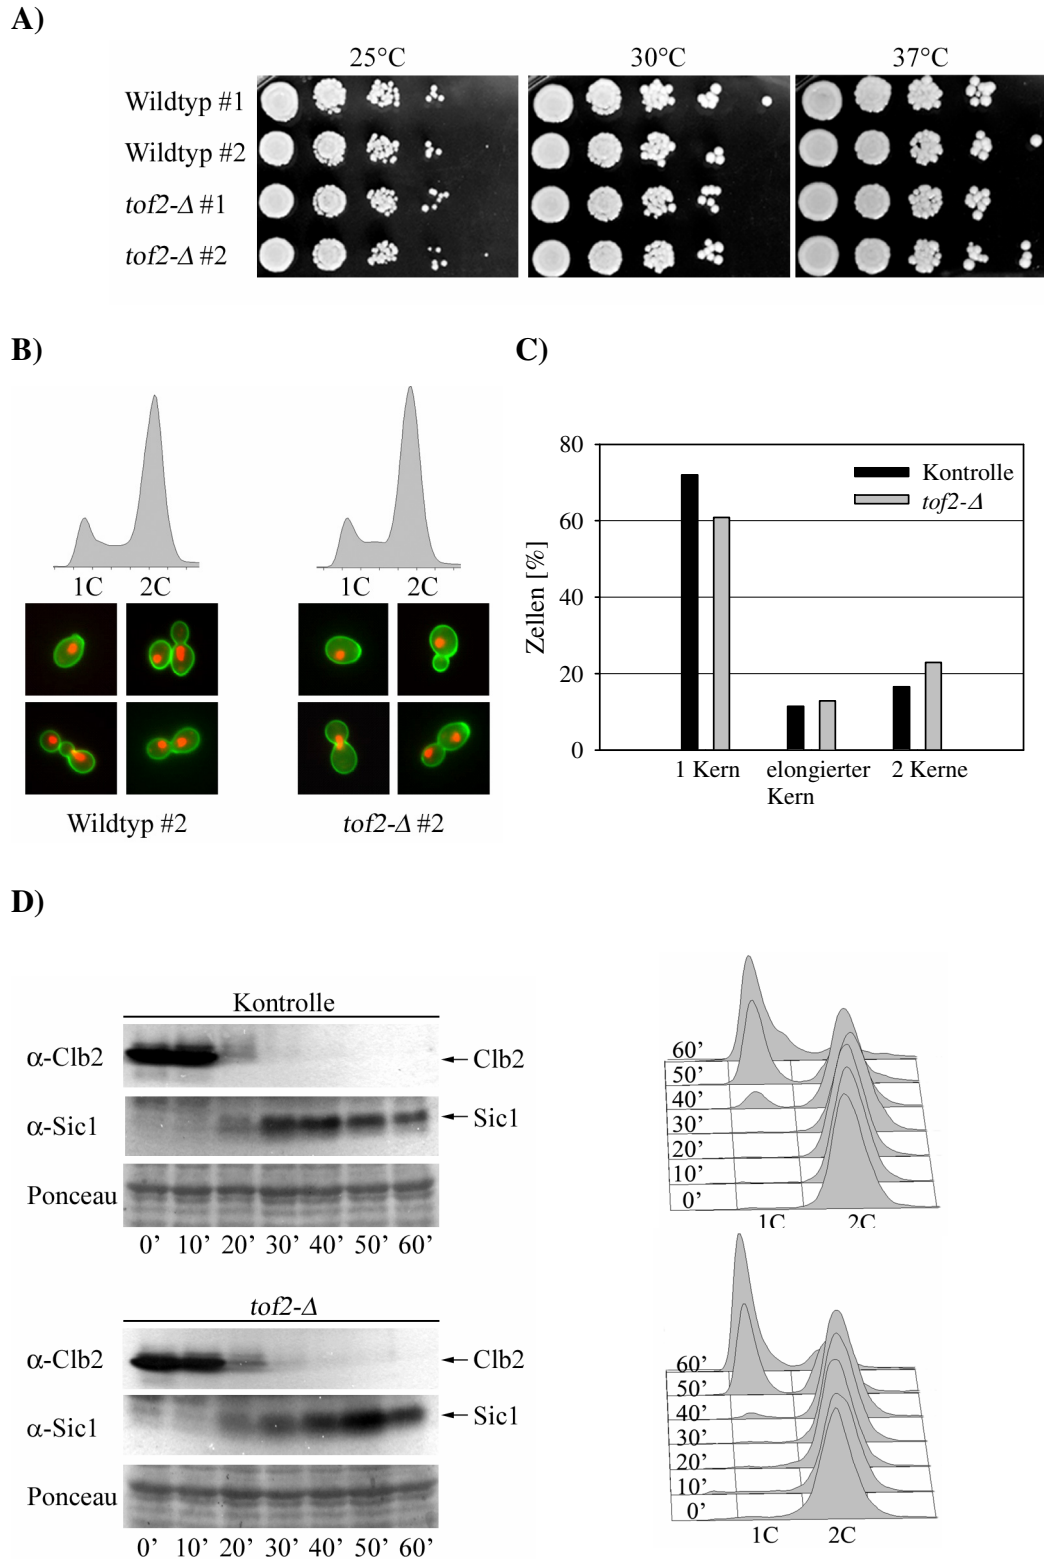 A)
25°C 30°C 37°C
Wildtyp #1
Wildtyp #2
tof2-Δ #1
tof2-Δ #2
B)
1C 2C
1C 2C
Wildtyp #2
tof2-Δ #2
C)
80
60
40
20
0
Zellen [%]
Kontrolle
tof2-Δ
1 Kern
elongierter
Kern
2 Kerne
D)
Kontrolle
α-Clb2
Clb2
α-Sic1
Sic1
Ponceau
0’ 10’ 20’ 30’ 40’ 50’ 60’
60’
50’
40’
30’
20’
10’
0’
1C 2C
tof2-Δ
α-Clb2
Clb2
α-Sic1
Sic1
Ponceau
0’ 10’ 20’ 30’ 40’ 50’ 60’
60’
50’
40’
30’
20’
10’
0’
1C 2C